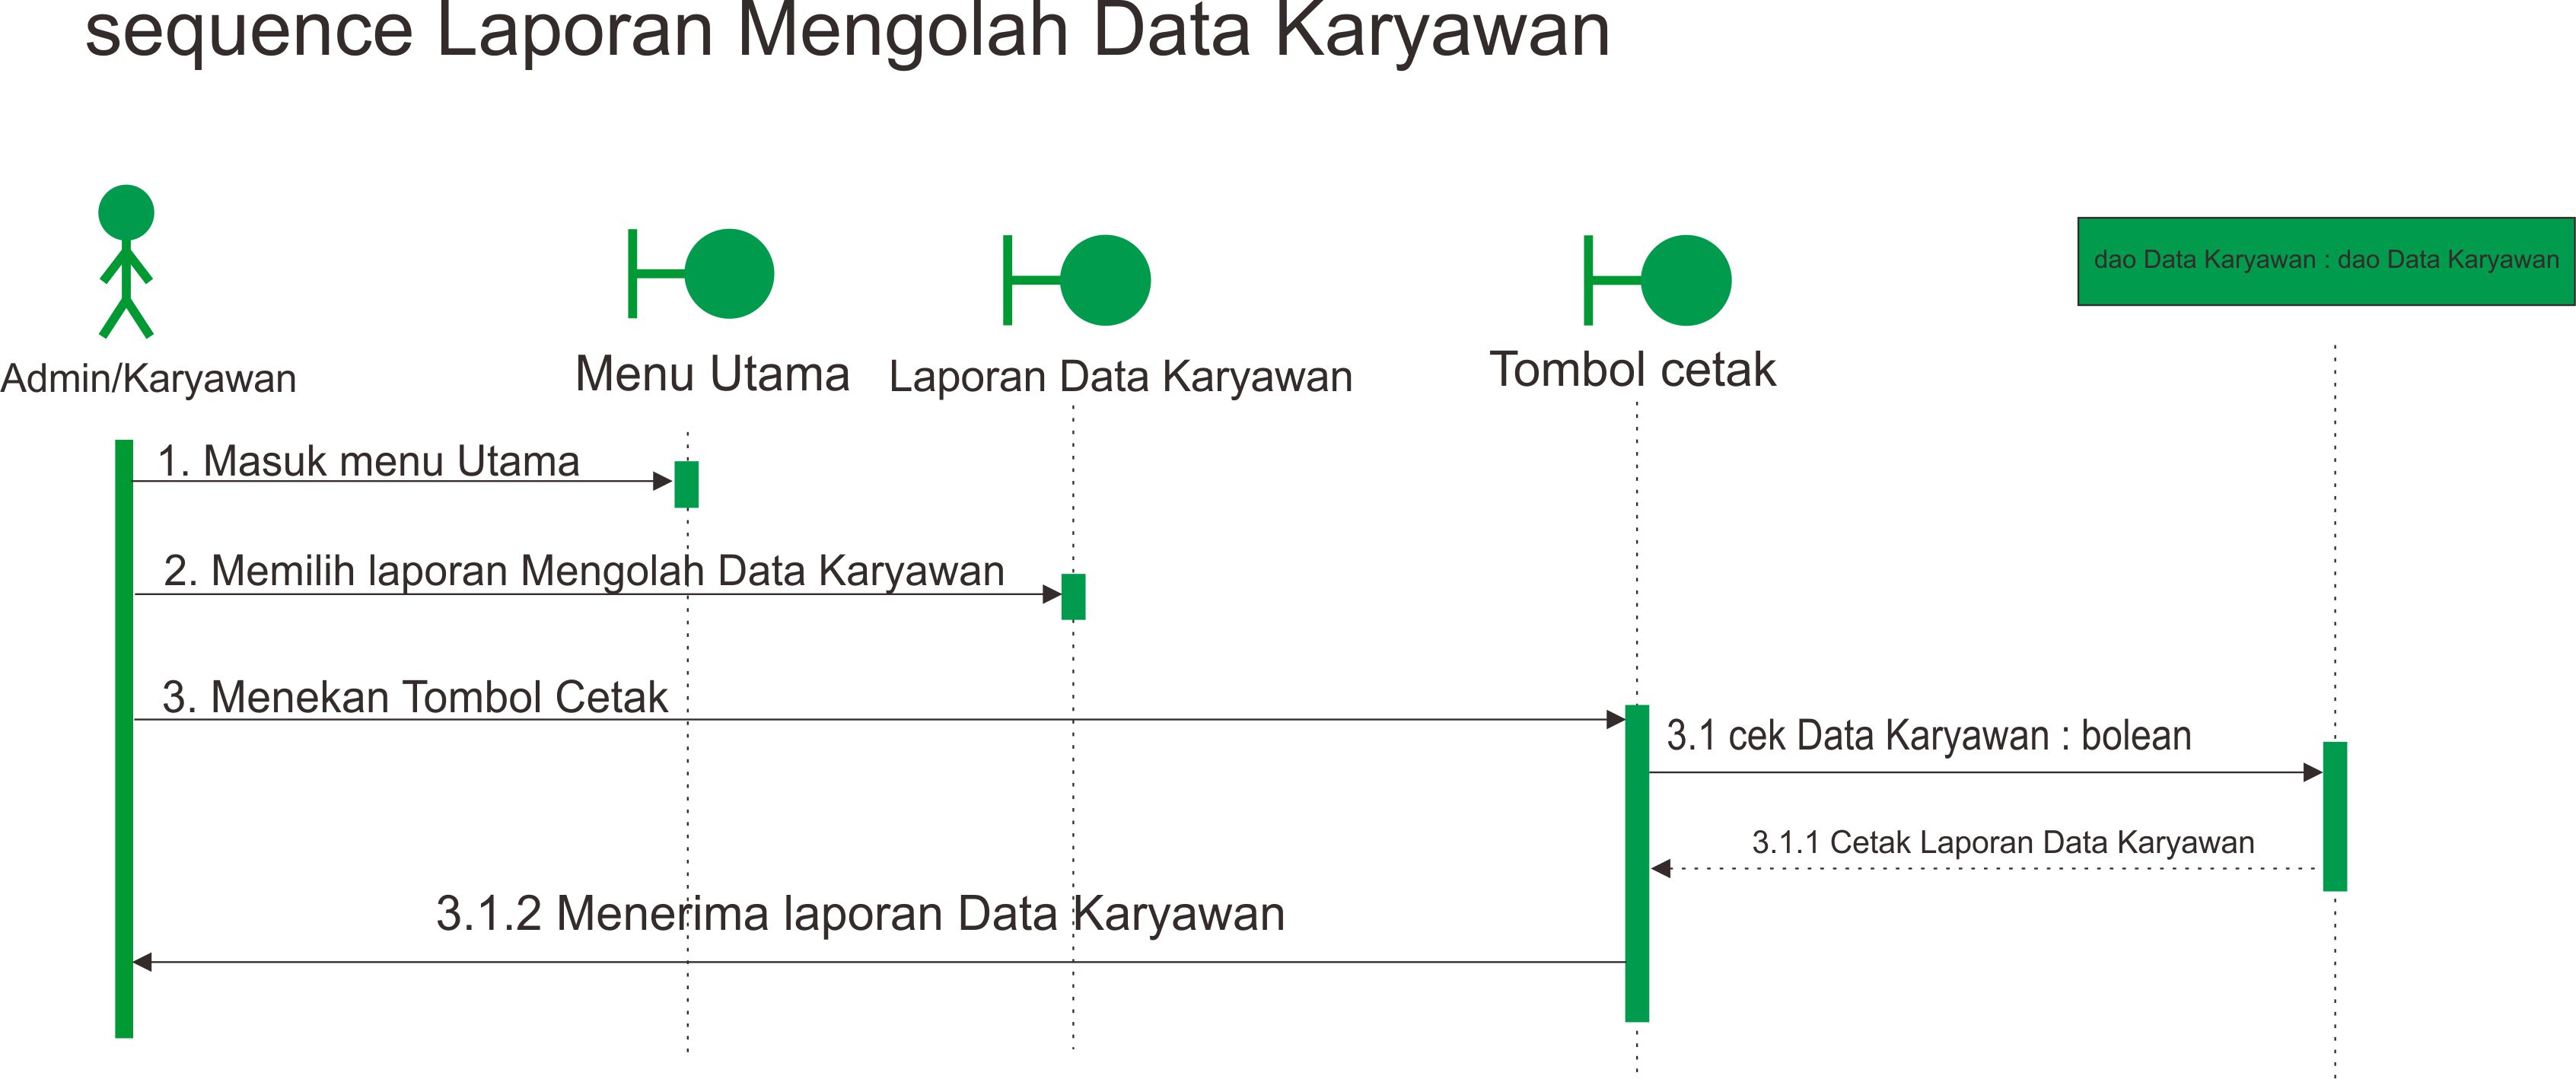 sequence Laporan Mengolah Data Karyawan
dao Data Karyawan : dao Data Karyawan
Admin/Karyawan
Menu Utama
Laporan Data Karyawan
Tombol cetak
1. Masuk menu Utama
2. Memilih laporan Mengolah Data Karyawan
3. Menekan Tombol Cetak
3.1 cek Data Karyawan : bolean
3.1.1 Cetak Laporan Data Karyawan
3.1.2 Menerima laporan Data Karyawan